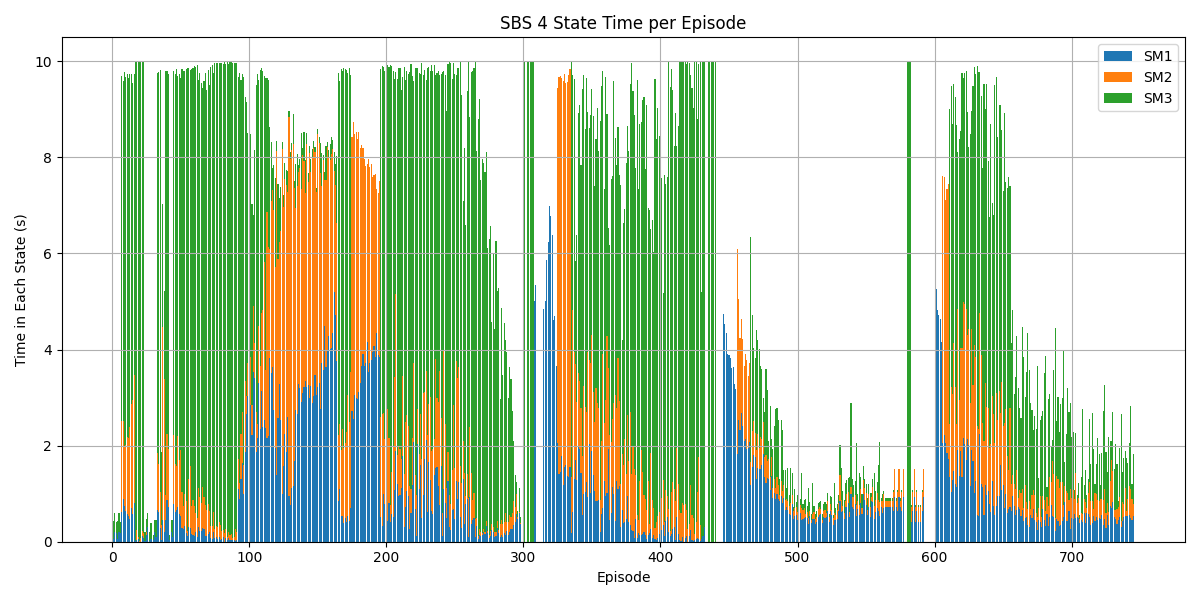 SBS 4 State Time per Episode
SM1
SM2
SM3
Time in Each State (s)
10
8
6
4
2
0
0 100 200 300 400 500 600 700
Episode